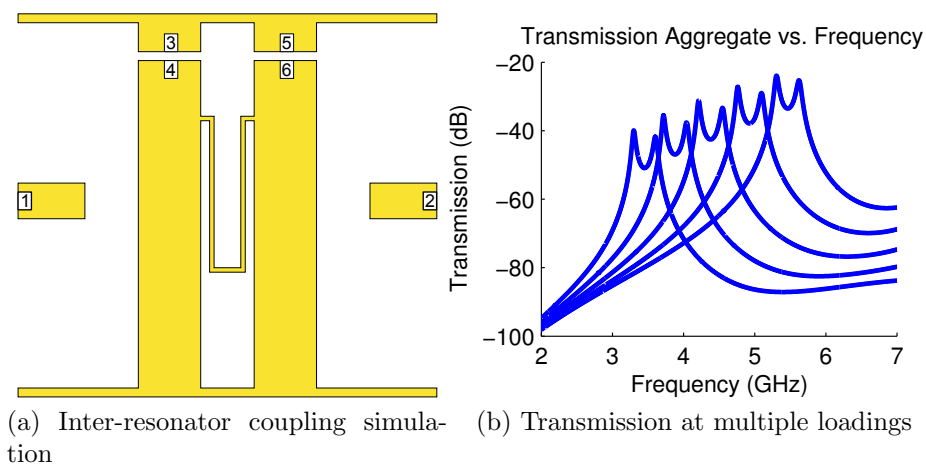 3
5
4
6
1
2
(a) Inter-resonator coupling simula-
tion
Transmission Aggregate vs. Frequency
Transmission (dB)
−20
−40
−60
−80
−100
2 3 4 5 6 7
Frequency (GHz)
(b) Transmission at multiple loadings